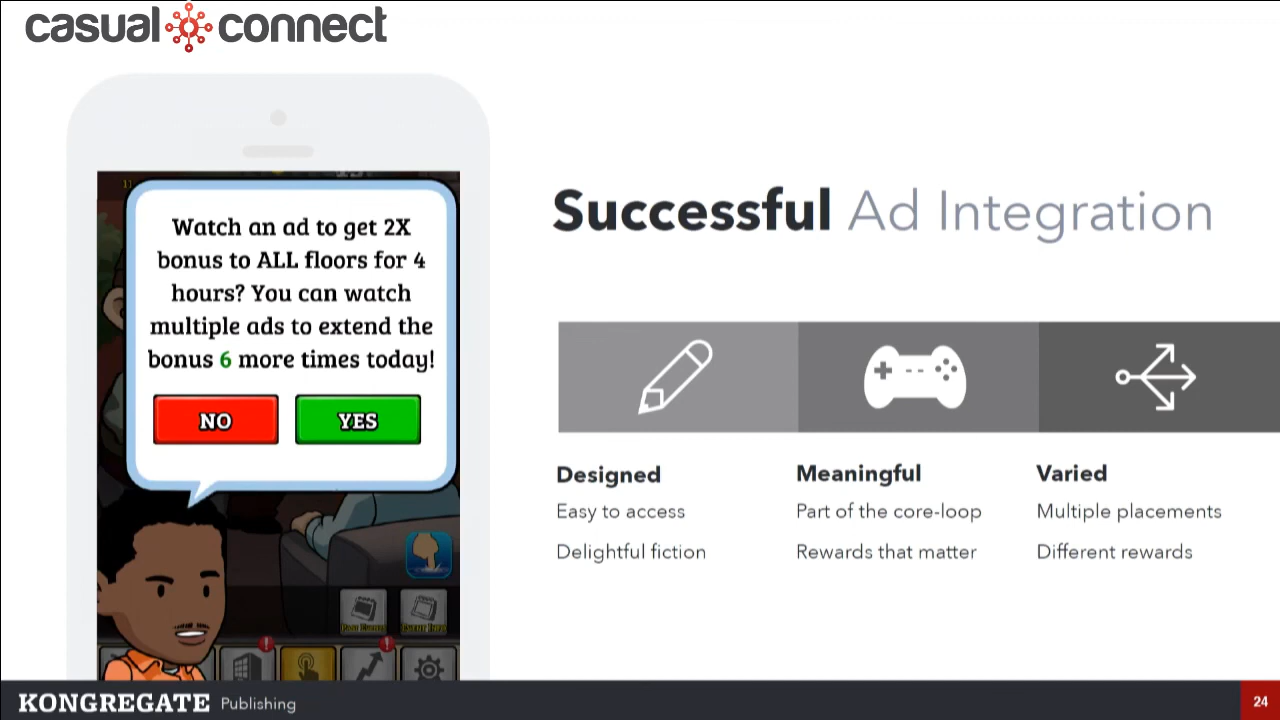 casual connect
Watch an ad to get 2X
bonus to ALL floors for 4
hours? You can watch
multiple ads to extend the
bonus 6 more times today!
NO YES
Successful Ad Integration
Designed
Easy to access
Delightful fiction
Meaningful
Part of the core-loop
Rewards that matter
Varied
Multiple placements
Different rewards
KONGREGATE Publishing
24